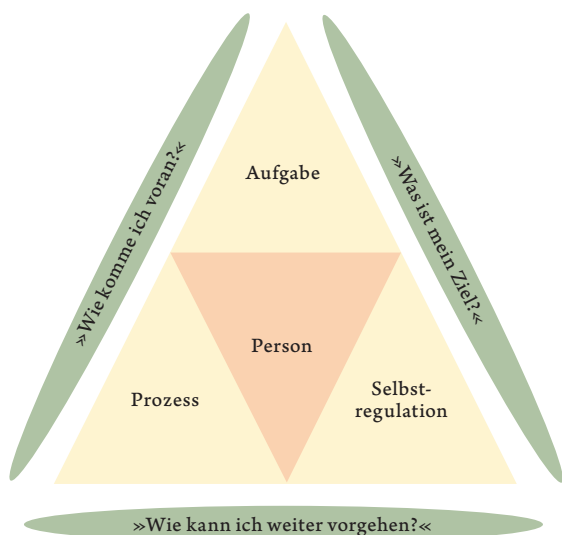 Aufgabe
»Wie komme ich voran?«
»Was ist mein Ziel?«
Person
Prozess
Selbst-
regulation
»Wie kann ich weiter vorgehen?«